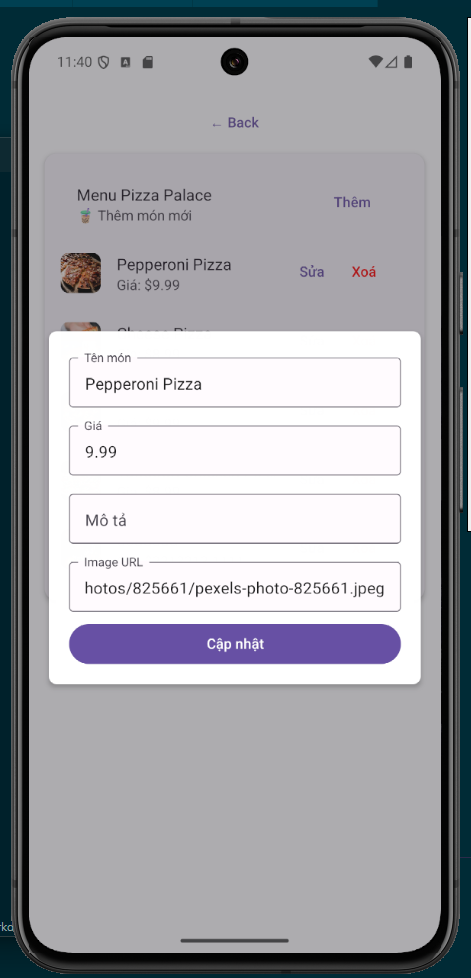 11:40
← Back
Menu Pizza Palace
Thêm món mới
Thêm
Pepperoni Pizza
Giá: $9.99
Sửa
Xoá
Tên món
Pepperoni Pizza
Giá
9.99
Mô tả
Image URL
hotos/825661/pexels-photo-825661.jpeg
Cập nhật